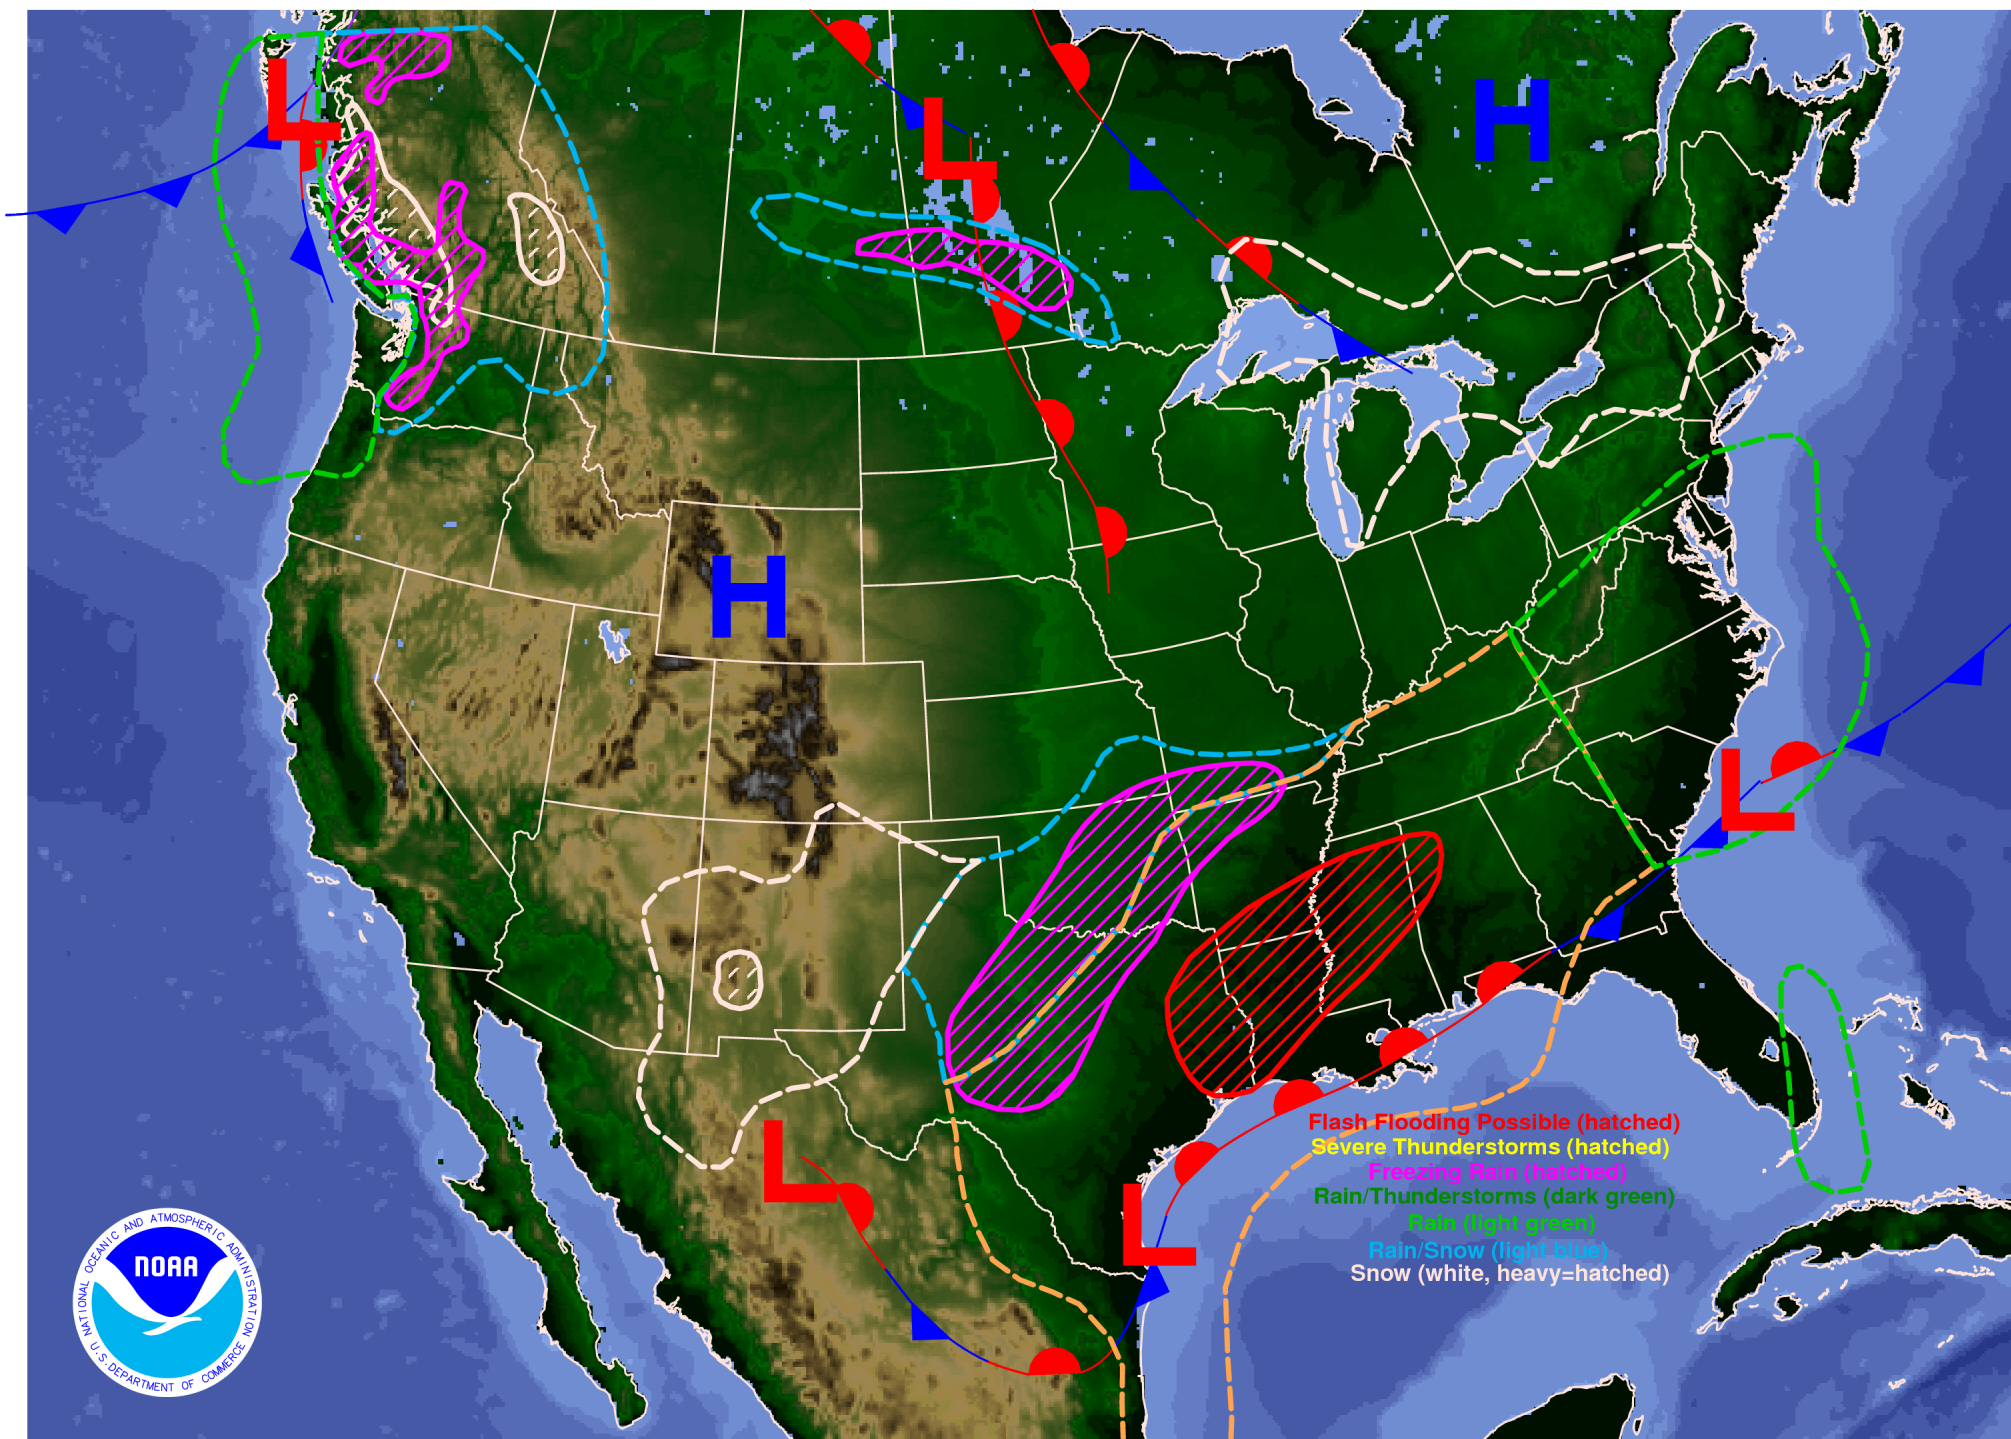 L
L
H
H
L
L
L
Flash Flooding Possible (hatched)
Severe Thunderstorms (hatched)
Freezing Rain (hatched)
Rain/Thunderstorms (dark green)
Rain (light green)
Rain/Snow (light blue)
Snow (white, heavy=hatched)
NATIONAL OCEANIC AND ATMOSPHERIC ADMINISTRATION
NOAA
U.S. DEPARTMENT OF COMMERCE